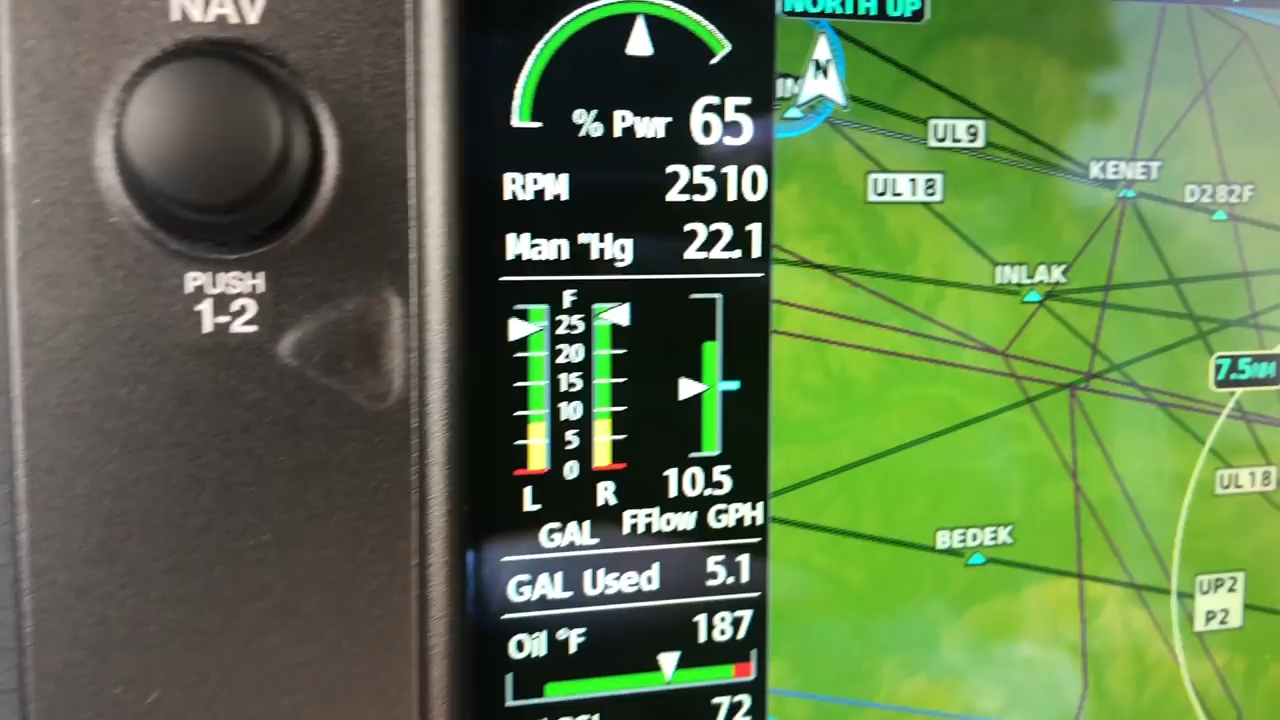 NAV
PUSH
1-2
% Pwr 65
RPM 2510
Man "Hg 22.1
F
25
20
15
10
5
0
L R
GAL
10.5
FFlow GPH
GAL Used 5.1
Oil °F 187
72
NORTH UP
N
UL9
UL18
KENET
D282F
INLAK
7.5NM
UL18
BEDEK
UP2
P2